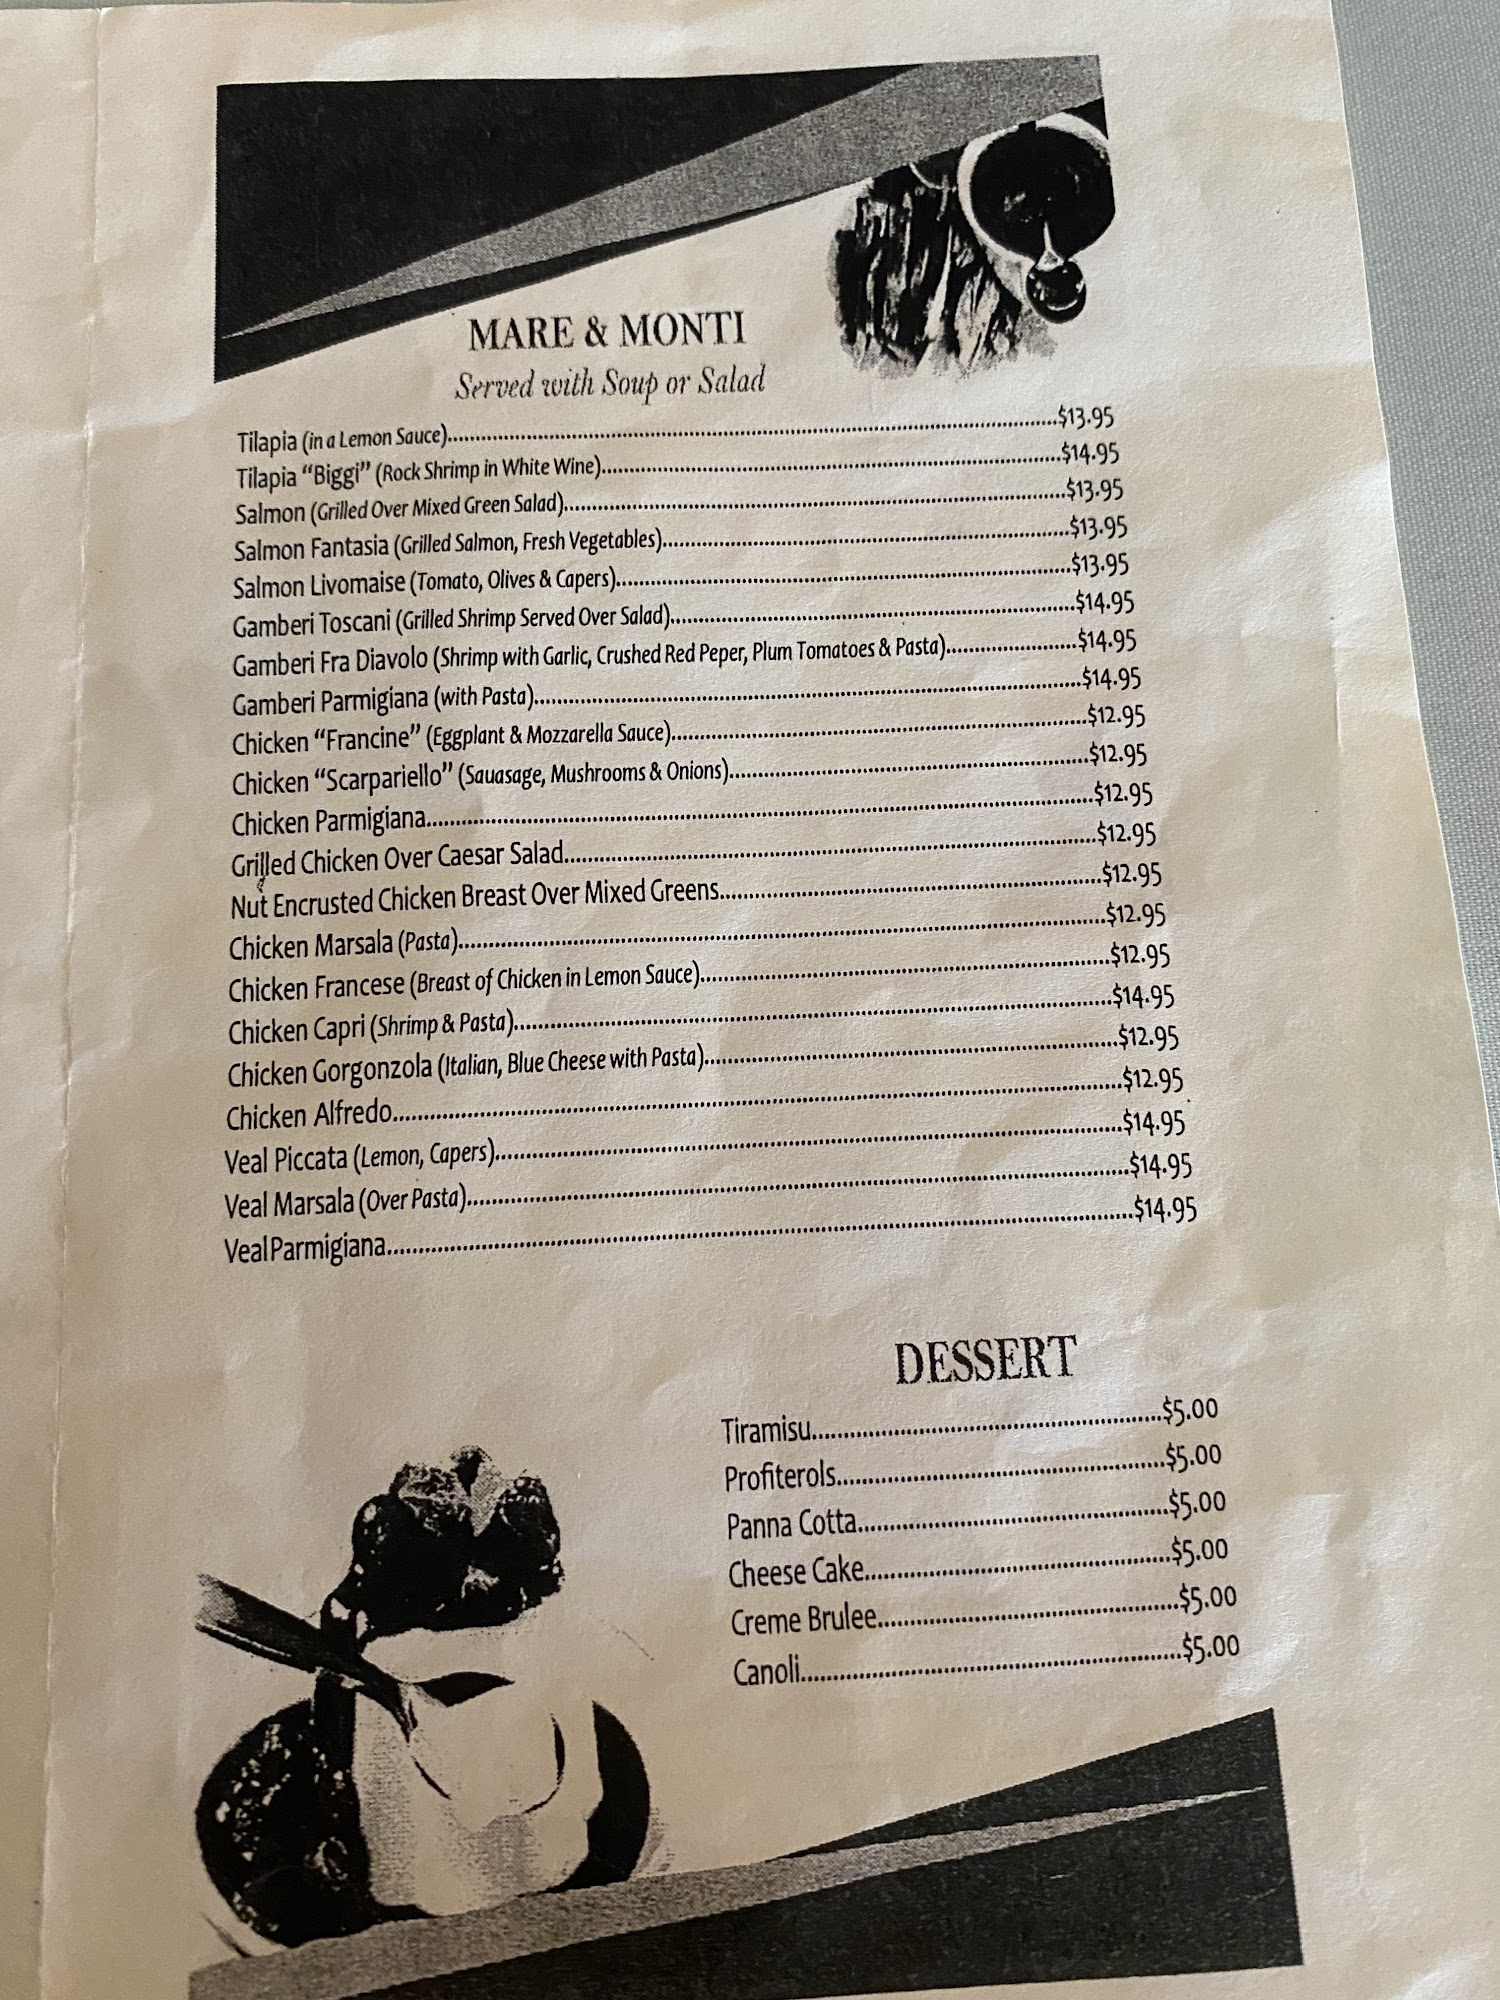 MARE & MONTI
Served with Soup or Salad
Tilapia (in a Lemon Sauce)........$13.95
Tilapia “Biggi” (Rock Shrimp in White Wine)........$14.95
Salmon (Grilled Over Mixed Green Salad)........$13.95
Salmon Fantasia (Grilled Salmon, Fresh Vegetables)........$13.95
Salmon Livomaise (Tomato, Olives & Capers)........$13.95
Gamberi Toscani (Grilled Shrimp Served Over Salad)........$14.95
Gamberi Fra Diavolo (Shrimp with Garlic, Crushed Red Peper, Plum Tomatoes & Pasta)........$14.95
Gamberi Parmigiana (with Pasta)........$14.95
Chicken “Francine” (Eggplant & Mozzarella Sauce)........$12.95
Chicken “Scarpariello” (Sauasage, Mushrooms & Onions)........$12.95
Chicken Parmigiana........$12.95
Grilled Chicken Over Caesar Salad........$12.95
Nut Encrusted Chicken Breast Over Mixed Greens........$12.95
Chicken Marsala (Pasta)........$12.95
Chicken Francese (Breast of Chicken in Lemon Sauce)........$12.95
Chicken Capri (Shrimp & Pasta)........$14.95
Chicken Gorgonzola (Italian, Blue Cheese with Pasta)........$12.95
Chicken Alfredo........$12.95
Veal Piccata (Lemon, Capers)........$14.95
Veal Marsala (Over Pasta)........$14.95
Veal Parmigiana........$14.95
DESSERT
Tiramisu........$5.00
Profiterols........$5.00
Panna Cotta........$5.00
Cheese Cake........$5.00
Creme Brulee........$5.00
Canoli........$5.00